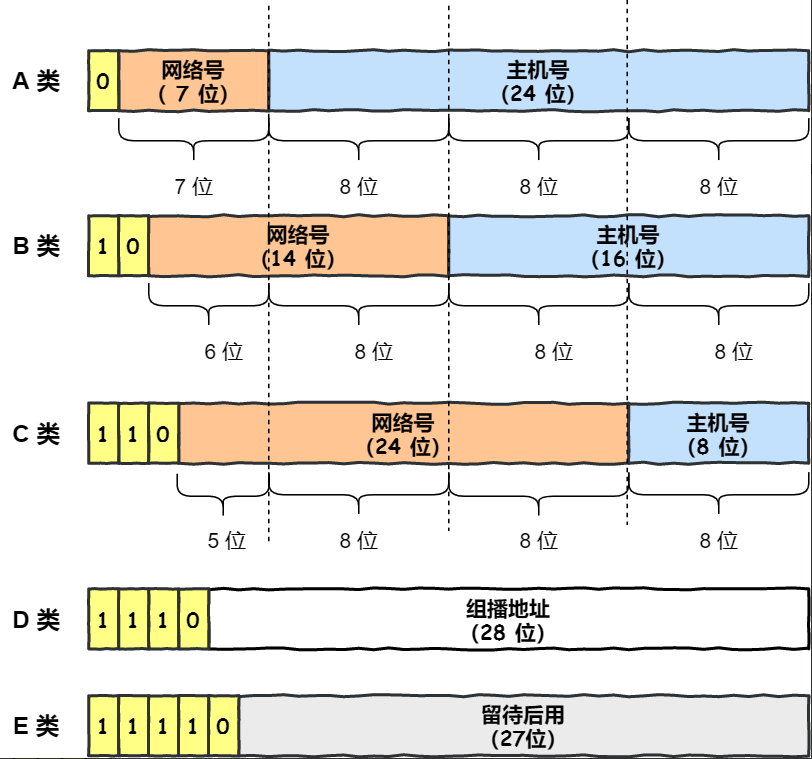 A 类
0
网络号
( 7 位)
主机号
(24 位)
7 位
8 位
8 位
8 位
B 类
1 0
网络号
(14 位)
主机号
(16 位)
6 位
8 位
8 位
8 位
C 类
1 1 0
网络号
(24 位)
主机号
(8 位)
5 位
8 位
8 位
8 位
D 类
1 1 1 0
组播地址
(28 位)
E 类
1 1 1 1 0
留待后用
(27位)